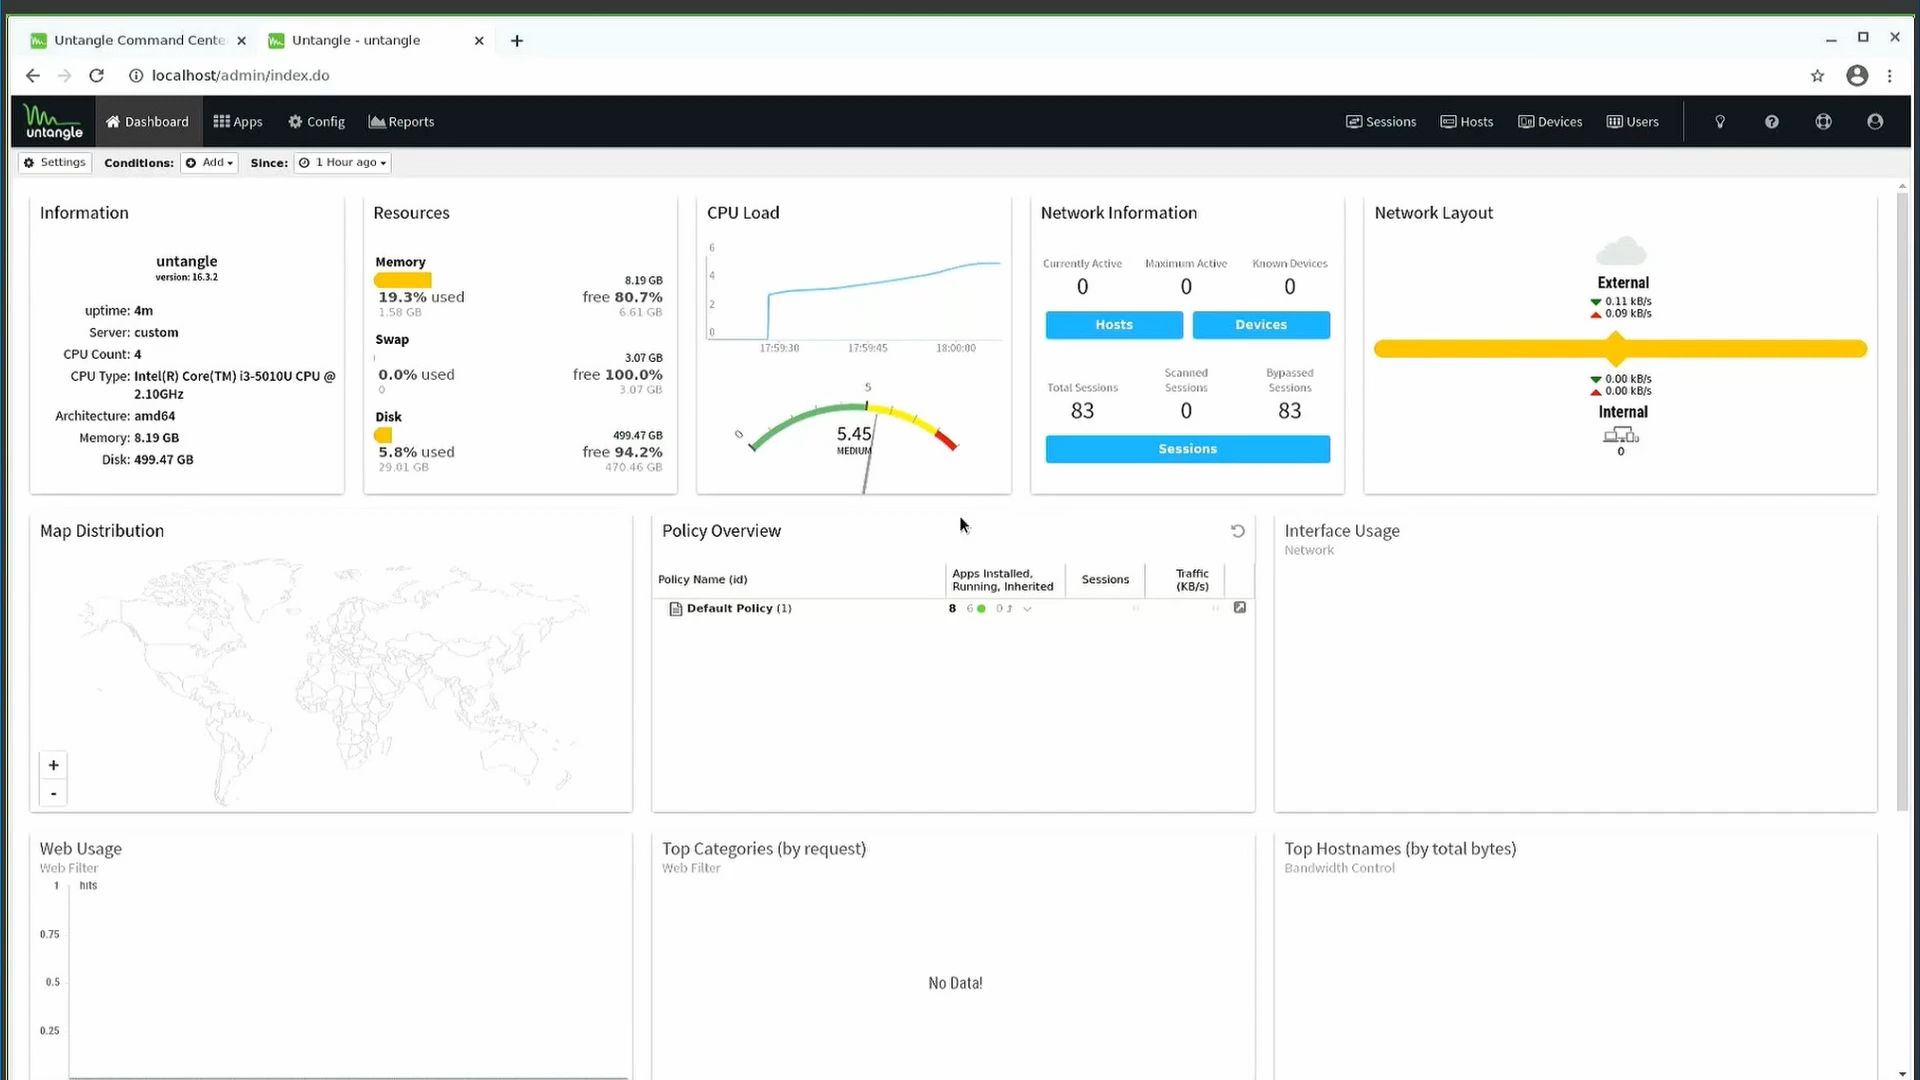 Untangle Command Cente
Untangle - untangle
localhost/admin/index.do
untangle
Dashboard
Apps
Config
Reports
Sessions
Hosts
Devices
Users
Settings
Conditions:
Add
Since:
1 Hour ago
Information
untangle
version: 16.3.2
uptime: 4m
Server: custom
CPU Count: 4
CPU Type: Intel(R) Core(TM) i3-5010U CPU @
2.10GHz
Architecture: amd64
Memory: 8.19 GB
Disk: 499.47 GB
Resources
Memory
8.19 GB
19.3% used
free 80.7%
1.58 GB
6.61 GB
Swap
3.07 GB
0.0% used
free 100.0%
0
3.07 GB
Disk
499.47 GB
5.8% used
free 94.2%
29.01 GB
470.46 GB
CPU Load
6
4
2
0
17:59:30
17:59:45
18:00:00
5
0
5.45
MEDIUM
Network Information
Currently Active
Maximum Active
Known Devices
0
0
0
Hosts
Devices
Total Sessions
Scanned
Sessions
Bypassed
Sessions
83
0
83
Sessions
Network Layout
External
0.11 kB/s
0.09 kB/s
0.00 kB/s
0.00 kB/s
Internal
0
Map Distribution
+
-
Policy Overview
Policy Name (id)
Apps Installed,
Running, Inherited
Sessions
Traffic
(KB/s)
Default Policy (1)
8
6
0
Interface Usage
Network
Web Usage
Web Filter
1
hits
0.75
0.5
0.25
Top Categories (by request)
Web Filter
No Data!
Top Hostnames (by total bytes)
Bandwidth Control